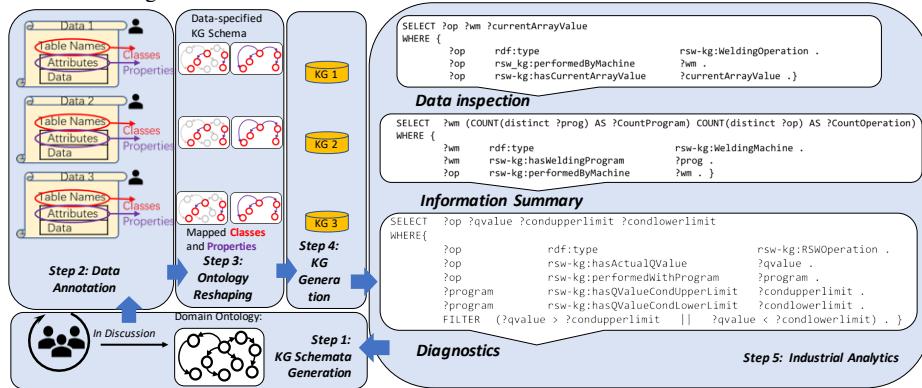 Data 1
Table Names
Attributes
Data
Classes
Properties
Data 2
Table Names
Attributes
Data
Classes
Properties
Data 3
Table Names
Attributes
Data
Classes
Properties
Step 2: Data
Annotation
Data-specified
KG Schema
Mapped Classes
and Properties
Step 3:
Ontology
Reshaping
KG 1
KG 2
KG 3
Step 4:
KG
Genera
tion
In Discussion
Domain Ontology:
Step 1:
KG Schemata
Generation
SELECT ?op ?wm ?currentArrayValue
WHERE {
?op rdf:type rsw-kg:WeldingOperation .
?op rsw_kg:performedByMachine ?wm .
?op rsw-kg:hasCurrentArrayValue ?currentArrayValue .}
Data inspection
SELECT ?wm (COUNT(distinct ?prog) AS ?CountProgram) COUNT(distinct ?op) AS ?CountOperation)
WHERE {
?wm rdf:type rsw-kg:WeldingMachine .
?wm rsw-kg:hasWeldingProgram ?prog .
?op rsw-kg:performedByMachine ?wm . }
Information Summary
SELECT ?op ?qvalue ?condupperlimit ?condlowerlimit
WHERE{
?op rdf:type rsw-kg:RSWOperation .
?op rsw-kg:hasActualQValue ?qvalue .
?op rsw-kg:performedWithProgram ?program .
?program rsw-kg:hasQValueCondUpperLimit ?condupperlimit .
?program rsw-kg:hasQValueCondLowerLimit ?condlowerlimit .
FILTER (?qvalue > ?condupperlimit || ?qvalue < ?condlowerlimit) . }
Diagnostics
Step 5: Industrial Analytics